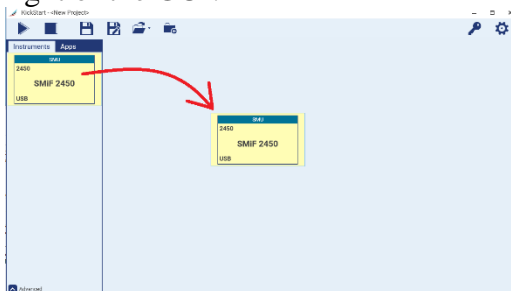 KickStart - <New Project>
Instruments Apps
SMU
2450
SMiF 2450
USB
SMU
2450
SMiF 2450
USB
Advanced